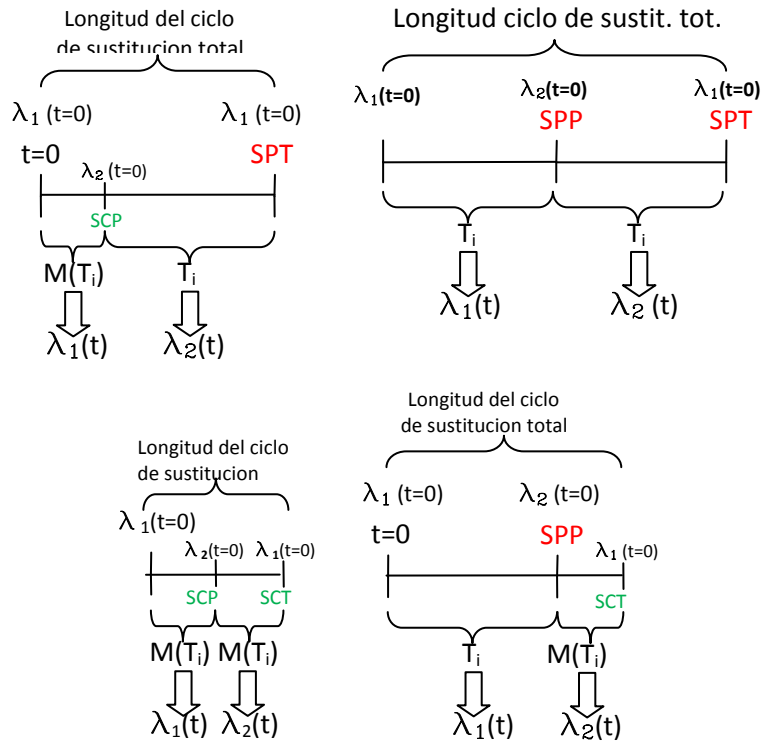 Longitud del ciclo
de sustitucion total
λ₁ (t=0) λ₁ (t=0)
t=0 SPT
λ₂ (t=0)
SCP
M(Tᵢ) Tᵢ
λ₁(t) λ₂(t)
Longitud ciclo de sustit. tot.
λ₁(t=0) λ₂(t=0) λ₁(t=0)
SPP SPT
Tᵢ Tᵢ
λ₁(t) λ₂ (t)
Longitud del ciclo
de sustitucion
λ₁(t=0)
λ₂(t=0) λ₁(t=0)
SCP SCT
M(Tᵢ) M(Tᵢ)
λ₁(t) λ₂(t)
Longitud del ciclo
de sustitucion total
λ₁ (t=0) λ₂ (t=0)
t=0 SPP
λ₁ (t=0)
SCT
Tᵢ M(Tᵢ)
λ₁(t) λ₂(t)